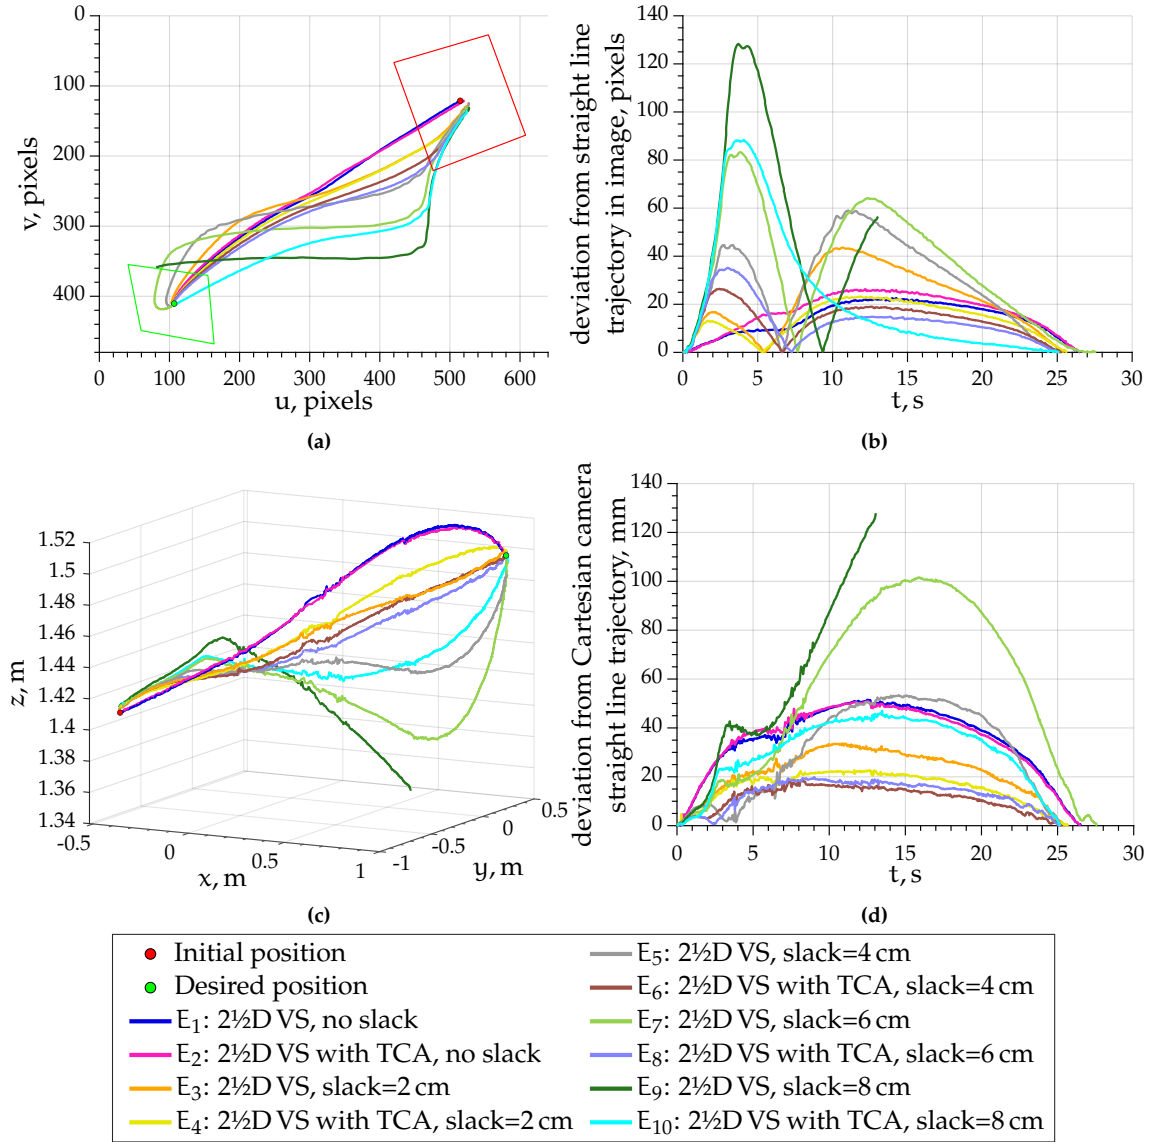 0
100
200
300
400
v, pixels
0 100 200 300 400 500 600
u, pixels
(a)
140
120
100
80
60
40
20
0
deviation from straight line
trajectory in image, pixels
0 5 10 15 20 25 30
t, s
(b)
1.52
1.5
1.48
1.46
1.44
1.42
1.4
1.38
1.36
1.34
z, m
-0.5 0 0.5 1
x, m
-1 -0.5 0 0.5
y, m
(c)
140
120
100
80
60
40
20
0
deviation from Cartesian camera
straight line trajectory, mm
0 5 10 15 20 25 30
t, s
(d)
Initial position
Desired position
E₁: 2½D VS, no slack
E₂: 2½D VS with TCA, no slack
E₃: 2½D VS, slack=2 cm
E₄: 2½D VS with TCA, slack=2 cm
E₅: 2½D VS, slack=4 cm
E₆: 2½D VS with TCA, slack=4 cm
E₇: 2½D VS, slack=6 cm
E₈: 2½D VS with TCA, slack=6 cm
E₉: 2½D VS, slack=8 cm
E₁₀: 2½D VS with TCA, slack=8 cm